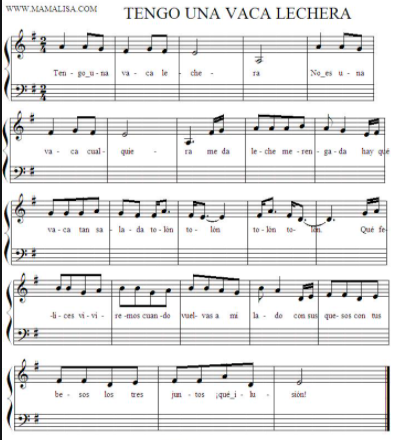 WWW.MAMALISA.COM
TENGO UNA VACA LECHERA
Ten - go_u - na va - ca le - che - ra No_es u - na
va - ca cual - quie - ra me da le - che me - ren - ga - da hay qué
va - ca tan sa - la - da to - lón to - lón to - lón to - lón. Qué fe -
-li - ces vi - vi - re - mos cuan - do vuel - vas a mi la - do con sus que - sos con tus
be - sos los tres jun - tos ¡qué_i - lu - sión!